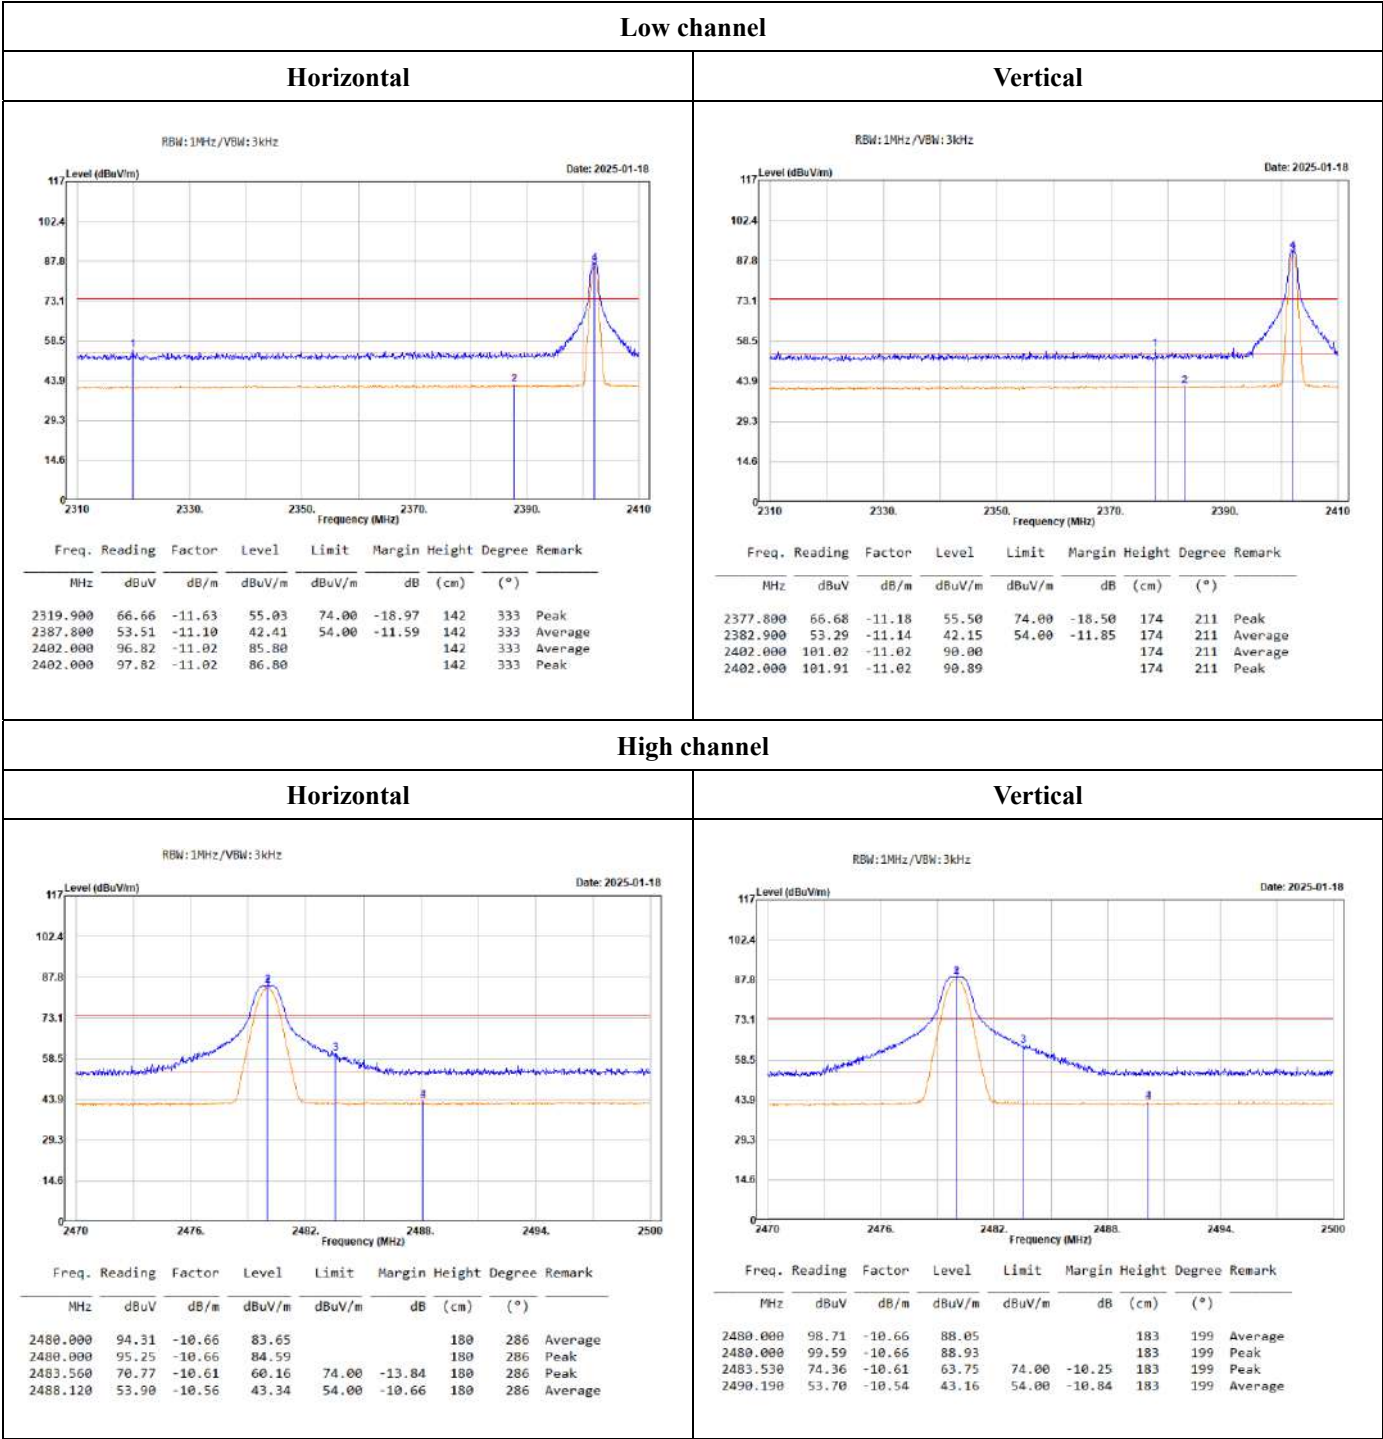 Low channel
Horizontal
Vertical
RBW:1MHz/VBW:3kHz
Level (dBuV/m)
Date: 2025-01-18
117
102.4
87.8
73.1
58.5
43.9
29.3
14.6
0
1
2
4
2310
2330.
2350.
2370.
2390.
2410
Frequency (MHz)
Freq. Reading Factor Level Limit Margin Height Degree Remark
MHz dBuV dB/m dBuV/m dBuV/m dB (cm) (°)
2319.900 66.66 -11.63 55.03 74.00 -18.97 142 333 Peak
2387.800 53.51 -11.10 42.41 54.00 -11.59 142 333 Average
2402.000 96.82 -11.02 85.80 142 333 Average
2402.000 97.82 -11.02 86.80 142 333 Peak
RBW:1MHz/VBW:3kHz
Level (dBuV/m)
Date: 2025-01-18
117
102.4
87.8
73.1
58.5
43.9
29.3
14.6
0
1
2
4
2310
2330.
2350.
2370.
2390.
2410
Frequency (MHz)
Freq. Reading Factor Level Limit Margin Height Degree Remark
MHz dBuV dB/m dBuV/m dBuV/m dB (cm) (°)
2377.800 66.68 -11.18 55.50 74.00 -18.50 174 211 Peak
2382.900 53.29 -11.14 42.15 54.00 -11.85 174 211 Average
2402.000 101.02 -11.02 90.00 174 211 Average
2402.000 101.91 -11.02 90.89 174 211 Peak
High channel
Horizontal
Vertical
RBW:1MHz/VBW:3kHz
Level (dBuV/m)
Date: 2025-01-18
117
102.4
87.8
73.1
58.5
43.9
29.3
14.6
0
2
3
4
2470
2476.
2482.
2488.
2494.
2500
Frequency (MHz)
Freq. Reading Factor Level Limit Margin Height Degree Remark
MHz dBuV dB/m dBuV/m dBuV/m dB (cm) (°)
2480.000 94.31 -10.66 83.65 180 286 Average
2480.000 95.25 -10.66 84.59 180 286 Peak
2483.560 70.77 -10.61 60.16 74.00 -13.84 180 286 Peak
2488.120 53.90 -10.56 43.34 54.00 -10.66 180 286 Average
RBW:1MHz/VBW:3kHz
Level (dBuV/m)
Date: 2025-01-18
117
102.4
87.8
73.1
58.5
43.9
29.3
14.6
0
2
3
4
2470
2476.
2482.
2488.
2494.
2500
Frequency (MHz)
Freq. Reading Factor Level Limit Margin Height Degree Remark
MHz dBuV dB/m dBuV/m dBuV/m dB (cm) (°)
2480.000 98.71 -10.66 88.05 183 199 Average
2480.000 99.59 -10.66 88.93 183 199 Peak
2483.530 74.36 -10.61 63.75 74.00 -10.25 183 199 Peak
2490.190 53.70 -10.54 43.16 54.00 -10.84 183 199 Average